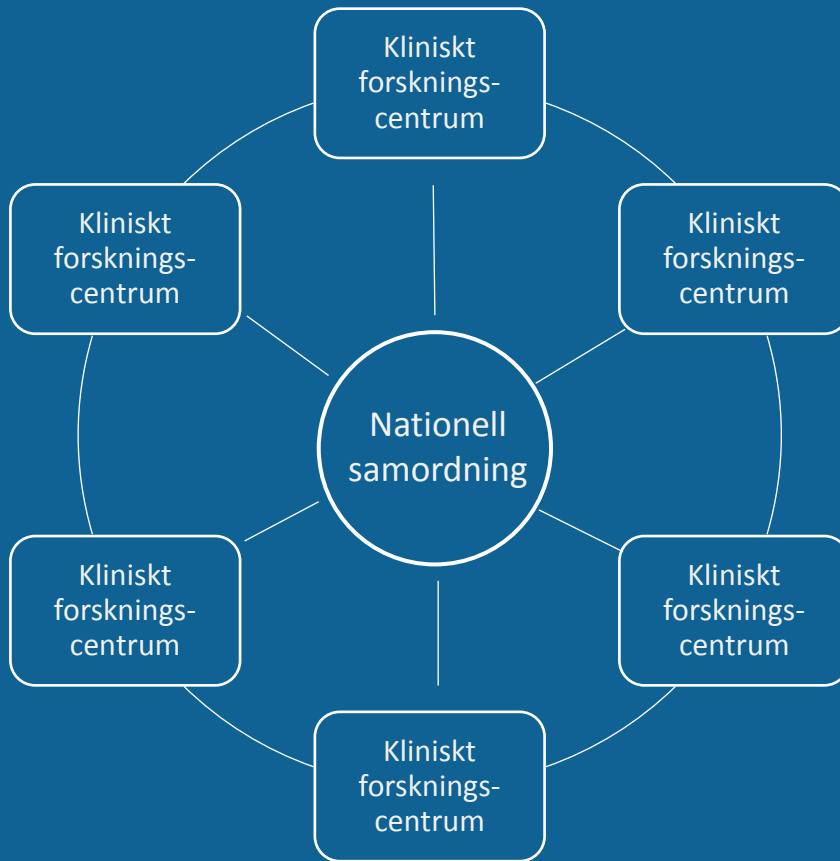 Kliniskt
forsknings-
centrum
Kliniskt
forsknings-
centrum
Kliniskt
forsknings-
centrum
Nationell
samordning
Kliniskt
forsknings-
centrum
Kliniskt
forsknings-
centrum
Kliniskt
forsknings-
centrum